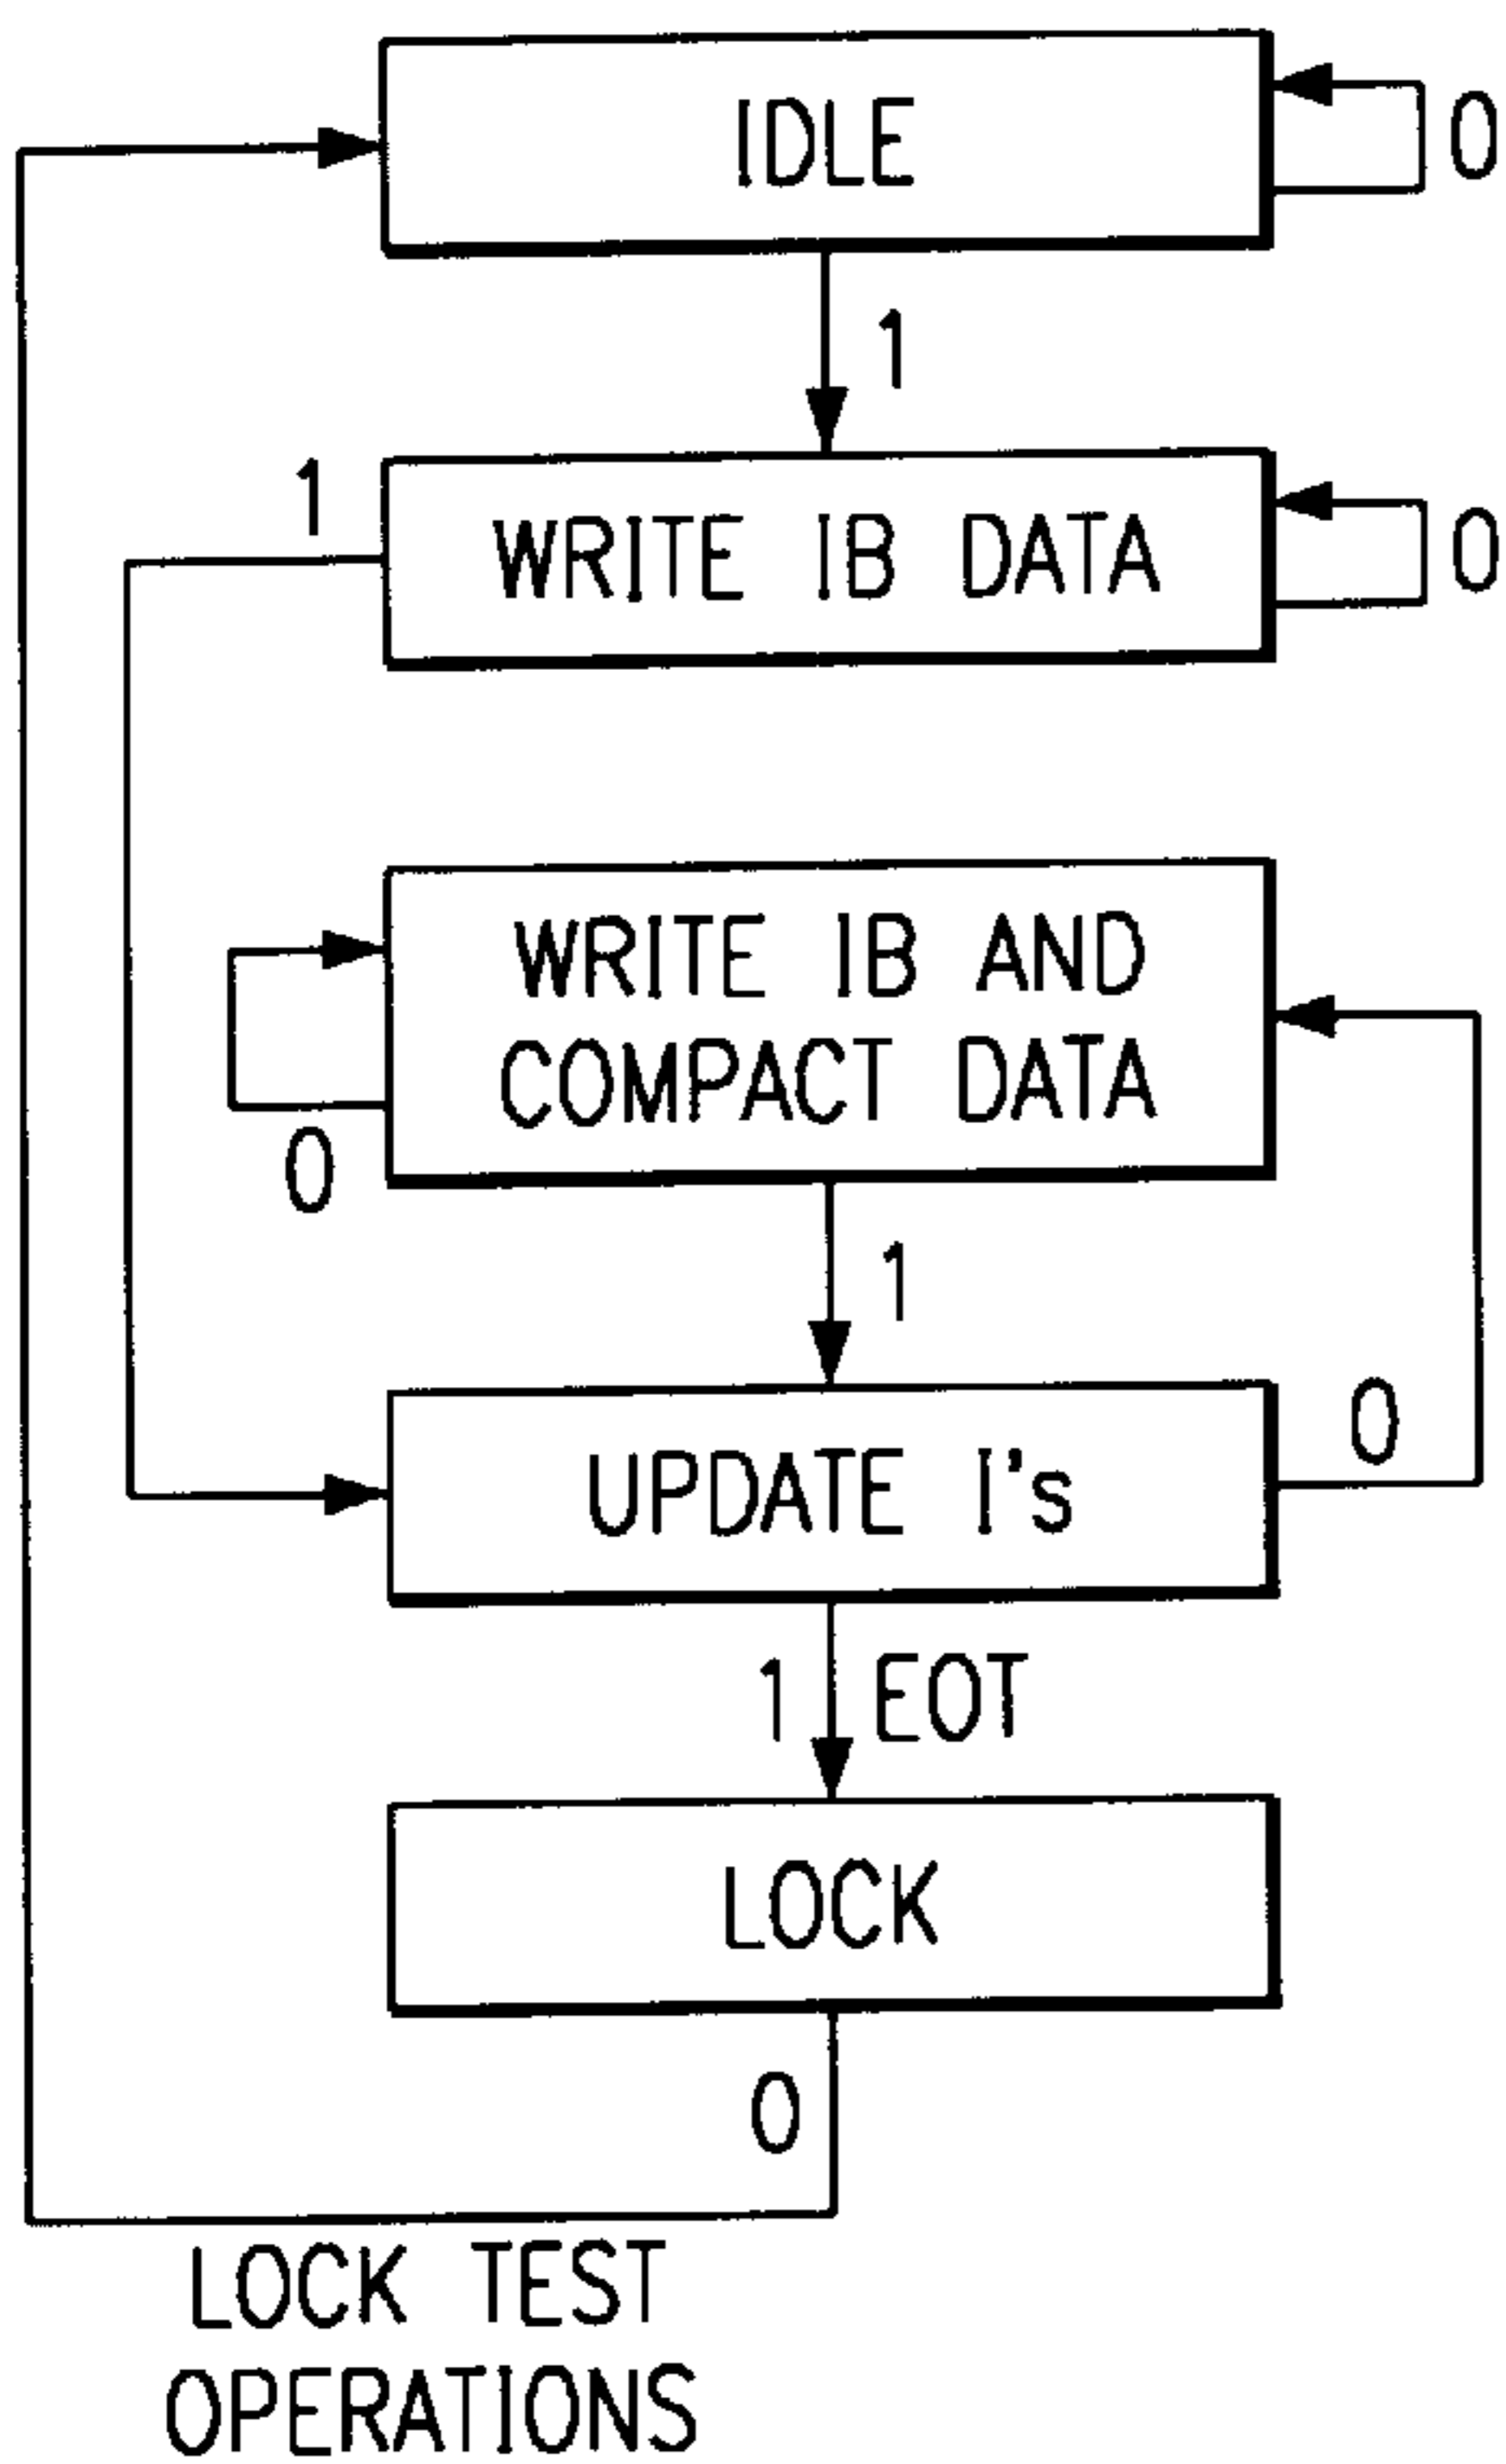 IDLE
0
1
1
WRITE IB DATA
0
WRITE IB AND
COMPACT DATA
0
1
UPDATE I's
0
1 EOT
LOCK
0
LOCK TEST
OPERATIONS